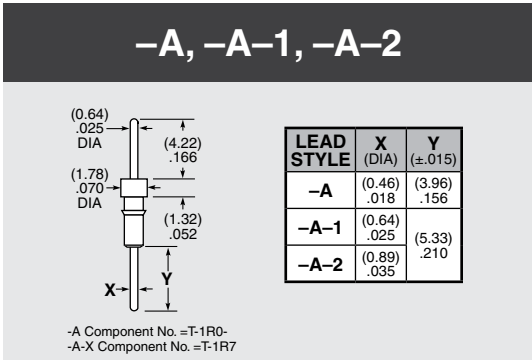 –A, –A–1, –A–2
(0.64)
.025
DIA
(4.22)
.166
(1.78)
.070
DIA
(1.32)
.052
X
Y
LEAD STYLE X (DIA) Y (±.015)
–A (0.46) .018 (3.96) .156
–A–1 (0.64) .025 (5.33) .210
–A–2 (0.89) .035
-A Component No. =T-1R0-
-A-X Component No. =T-1R7